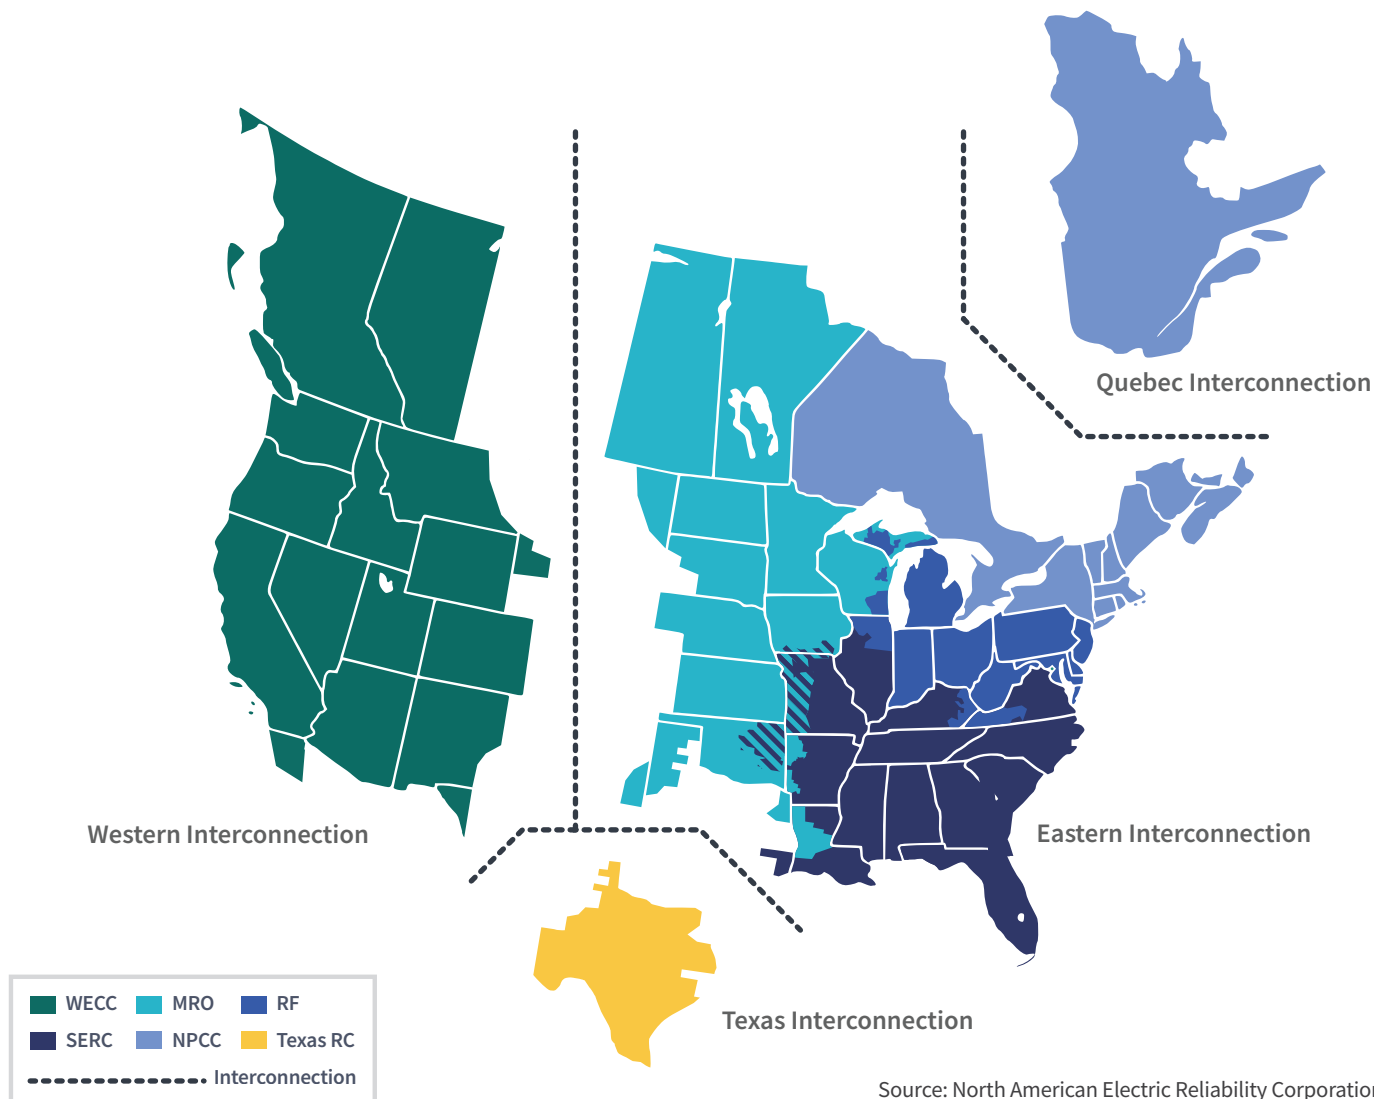 Quebec Interconnection
Western Interconnection
Eastern Interconnection
Texas Interconnection
WECC MRO RF
SERC NPCC Texas RC
Interconnection
Source: North American Electric Reliability Corporation